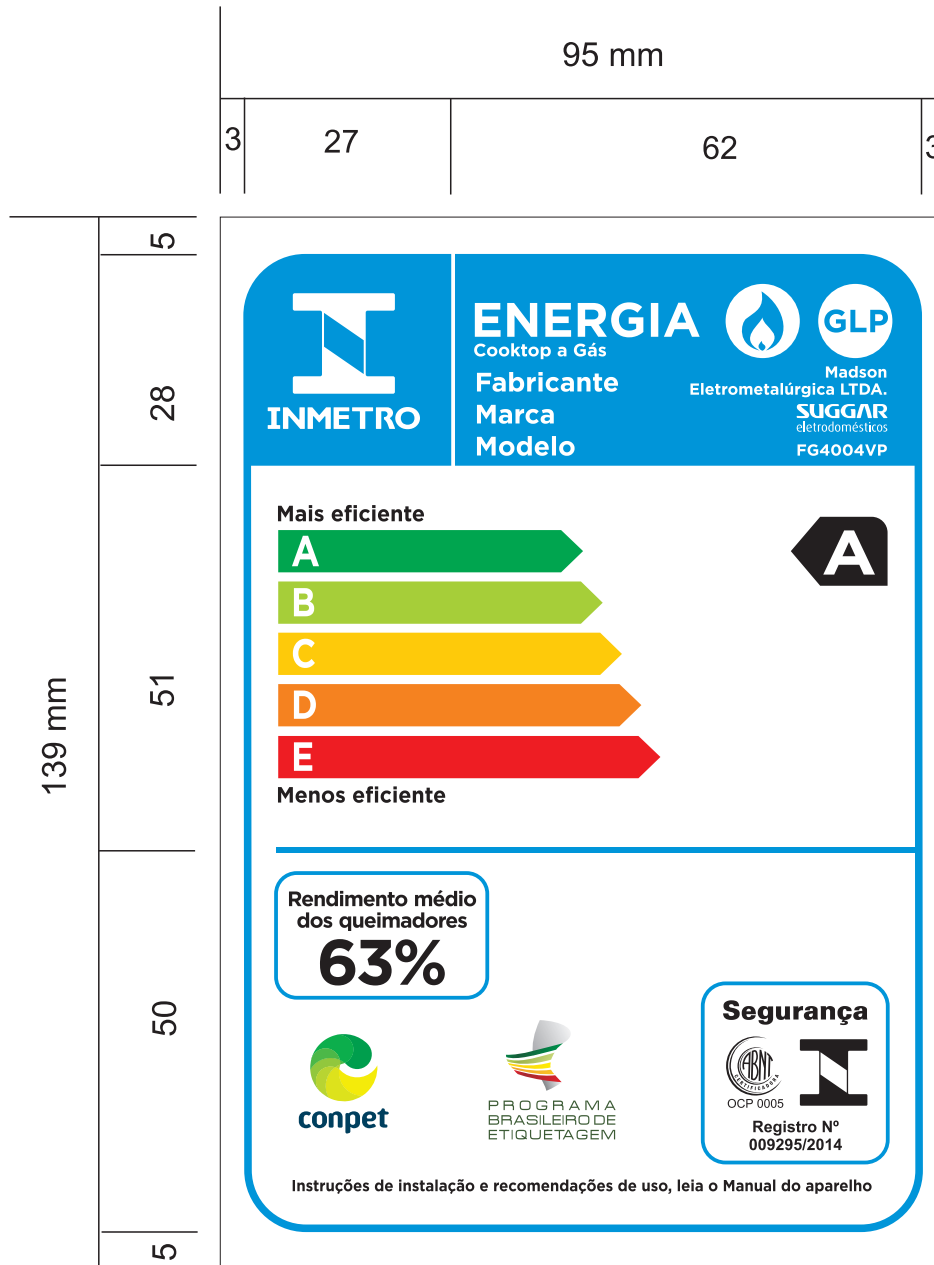 95 mm
3
27
62
3
5
28
51
139 mm
50
5
INMETRO
ENERGIA
Cooktop a Gás
GLP
Fabricante
Madson
Eletrometalúrgica LTDA.
Marca
SUGGAR
eletrodomésticos
Modelo
FG4004VP
Mais eficiente
A
A
B
C
D
E
Menos eficiente
Rendimento médio
dos queimadores
63%
conpet
PROGRAMA
BRASILEIRO DE
ETIQUETAGEM
Segurança
ABNT
CERTIFICADORA
OCP 0005
Registro Nº
009295/2014
Instruções de instalação e recomendações de uso, leia o Manual do aparelho